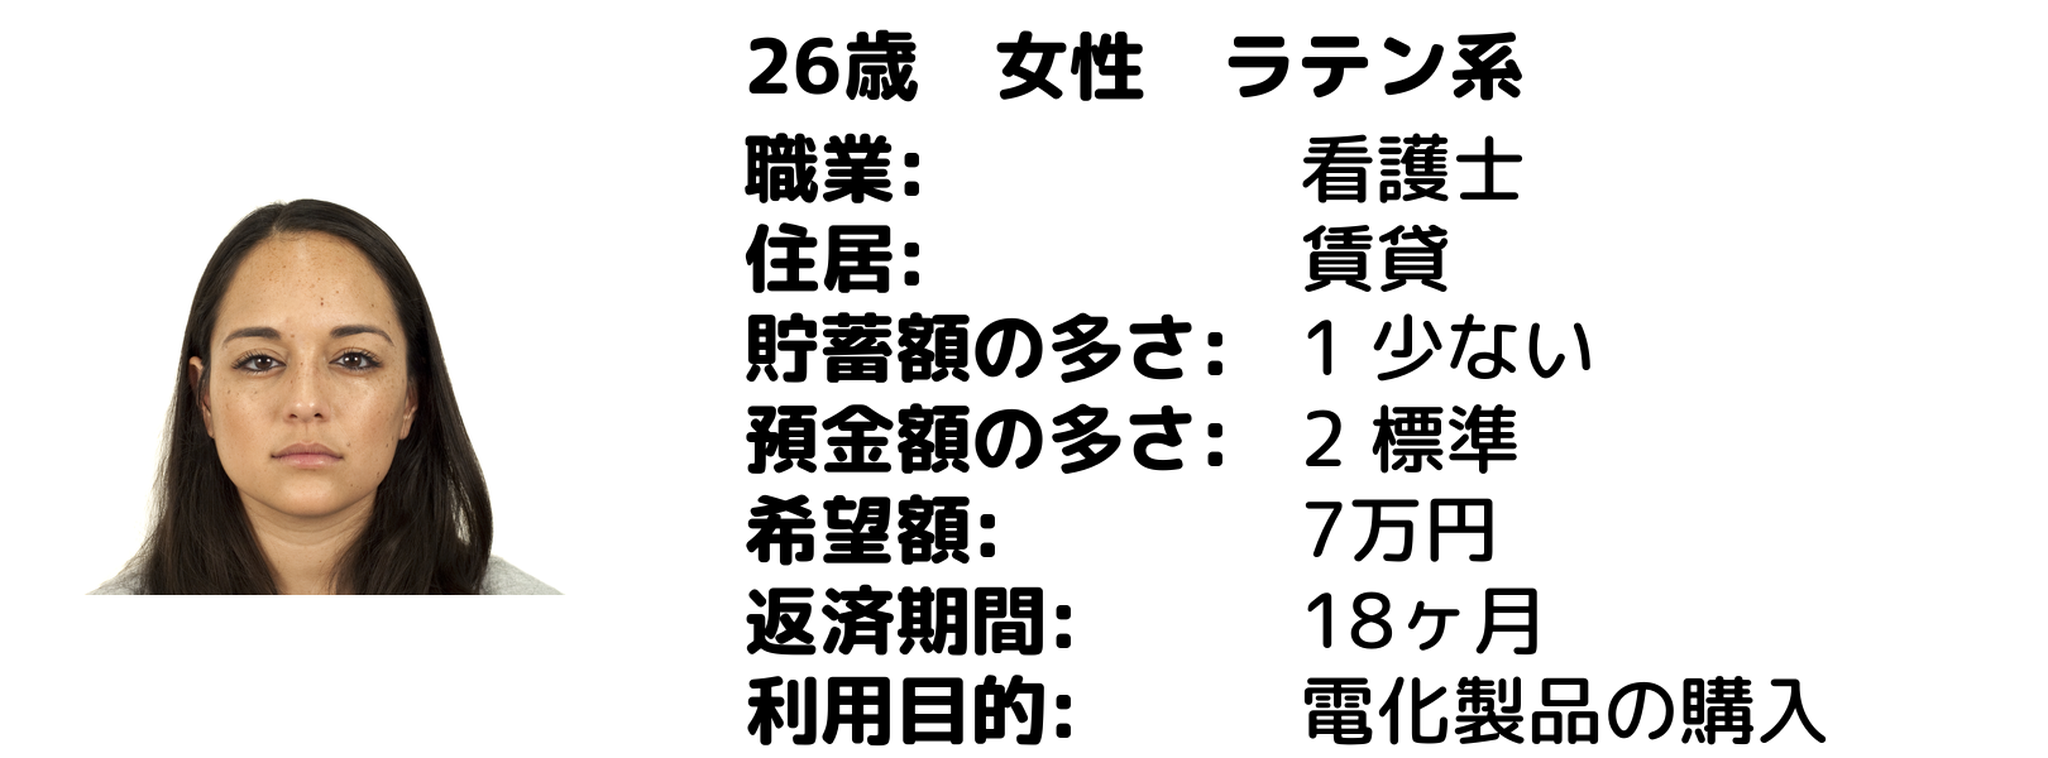 26歳　女性　ラテン系
職業: 看護士
住居: 賃貸
貯蓄額の多さ: 1 少ない
預金額の多さ: 2 標準
希望額: 7万円
返済期間: 18ヶ月
利用目的: 電化製品の購入